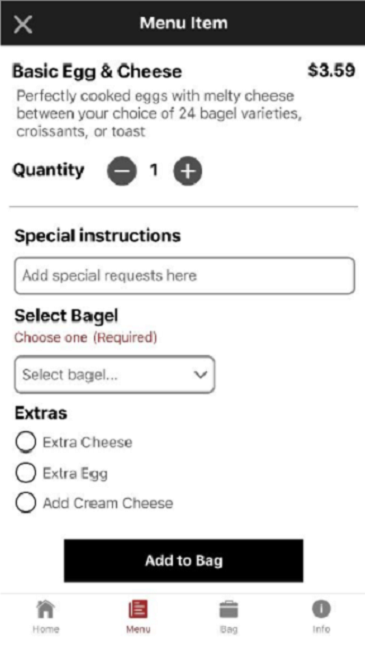 Menu Item
Basic Egg & Cheese $3.59
Perfectly cooked eggs with melty cheese
between your choice of 24 bagel varieties,
croissants, or toast
Quantity 1
Special instructions
Add special requests here
Select Bagel
Choose one (Required)
Select bagel...
Extras
Extra Cheese
Extra Egg
Add Cream Cheese
Add to Bag
Home Menu Bag Info